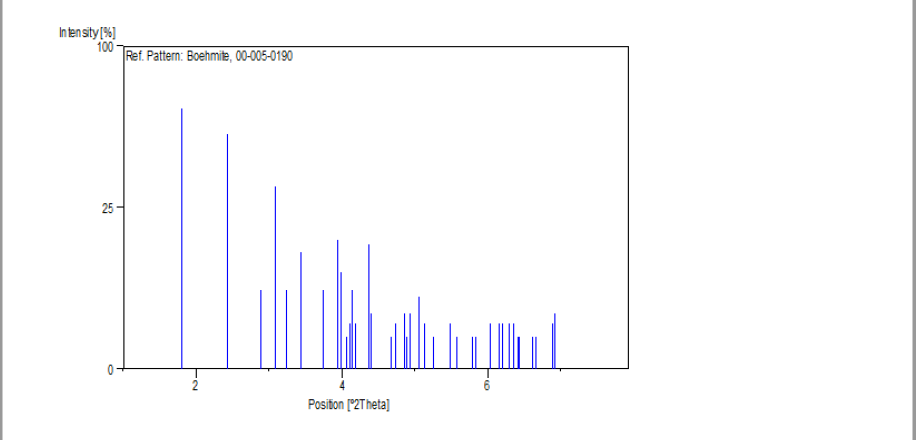 Intensity [%]
100
Ref. Pattern: Boehmite, 00-005-0190
25
0
2 4 6
Position [°2Theta]